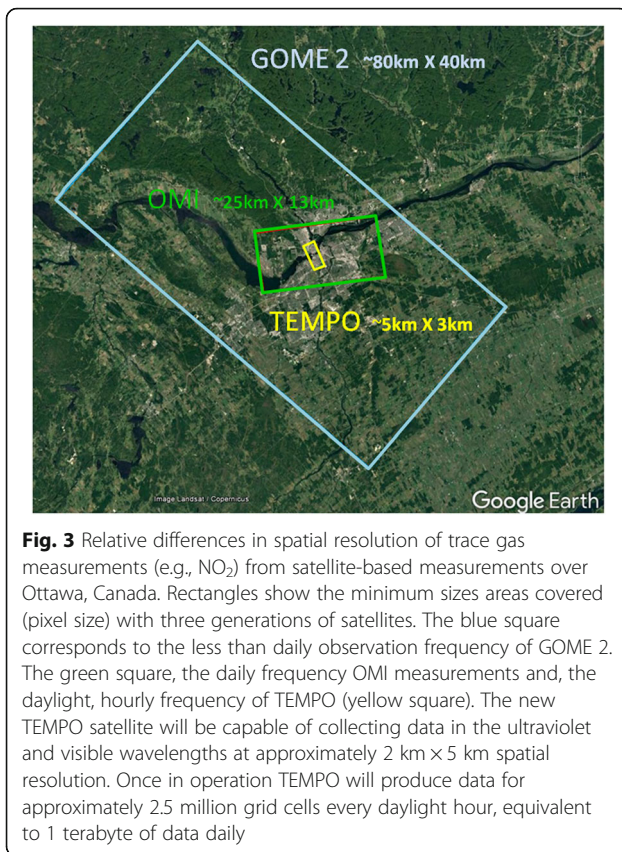 GOME 2 ~80km X 40km
OMI ~25km X 13km
TEMPO ~5km X 3km
Image Landsat / Copernicus
Google Earth
Fig. 3 Relative differences in spatial resolution of trace gas
measurements (e.g., NO₂) from satellite-based measurements over
Ottawa, Canada. Rectangles show the minimum sizes areas covered
(pixel size) with three generations of satellites. The blue square
corresponds to the less than daily observation frequency of GOME 2.
The green square, the daily frequency OMI measurements and, the
daylight, hourly frequency of TEMPO (yellow square). The new
TEMPO satellite will be capable of collecting data in the ultraviolet
and visible wavelengths at approximately 2 km × 5 km spatial
resolution. Once in operation TEMPO will produce data for
approximately 2.5 million grid cells every daylight hour, equivalent
to 1 terabyte of data daily